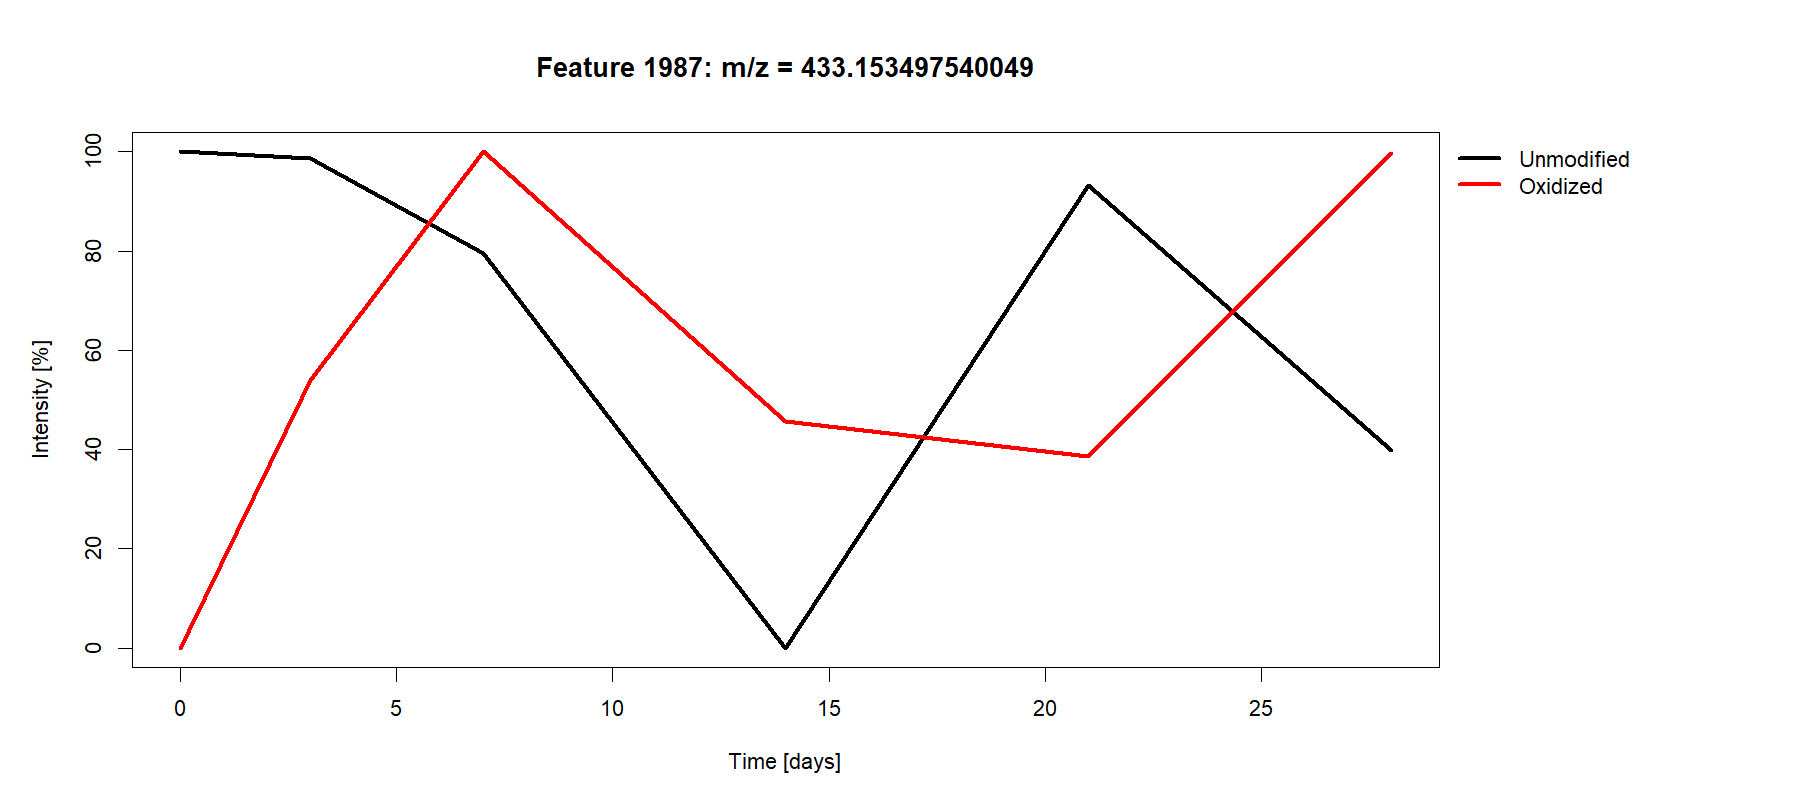 Feature 1987: m/z = 433.153497540049
Unmodified
Oxidized
Intensity [%]
100
80
60
40
20
0
0 5 10 15 20 25
Time [days]